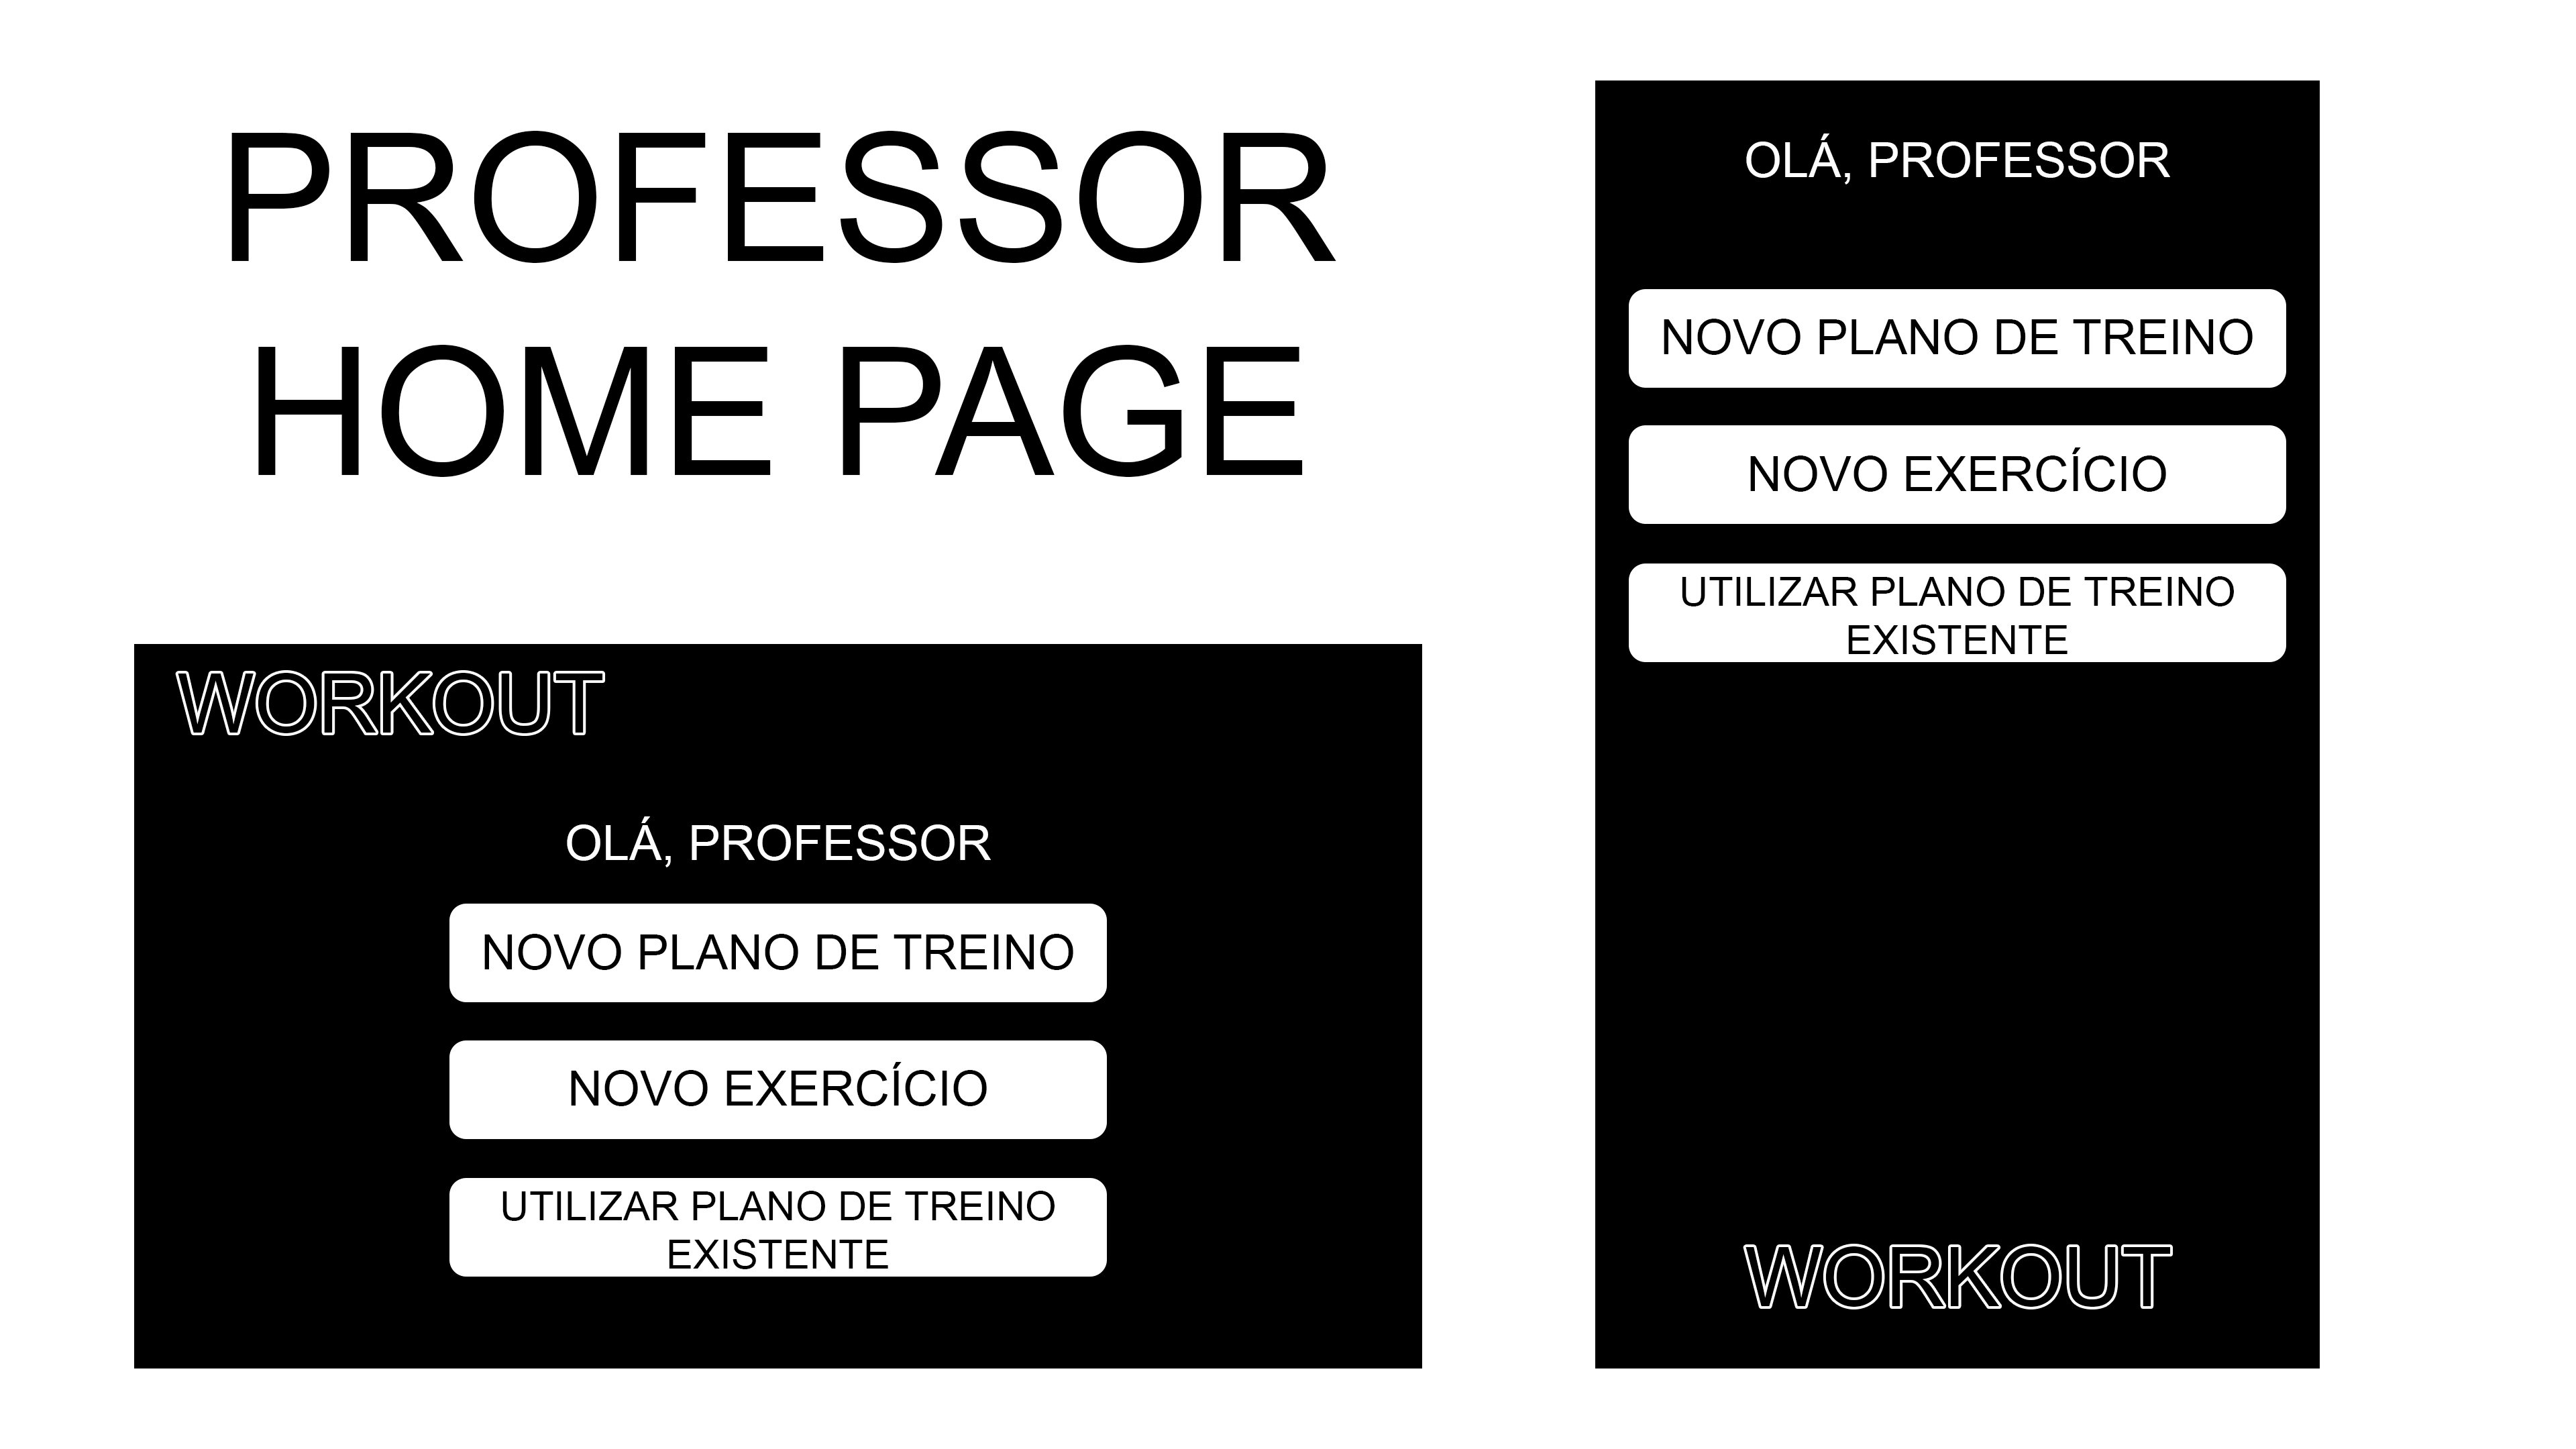 PROFESSOR
HOME PAGE
WORKOUT
OLÁ, PROFESSOR
NOVO PLANO DE TREINO
NOVO EXERCÍCIO
UTILIZAR PLANO DE TREINO
EXISTENTE
OLÁ, PROFESSOR
NOVO PLANO DE TREINO
NOVO EXERCÍCIO
UTILIZAR PLANO DE TREINO
EXISTENTE
WORKOUT